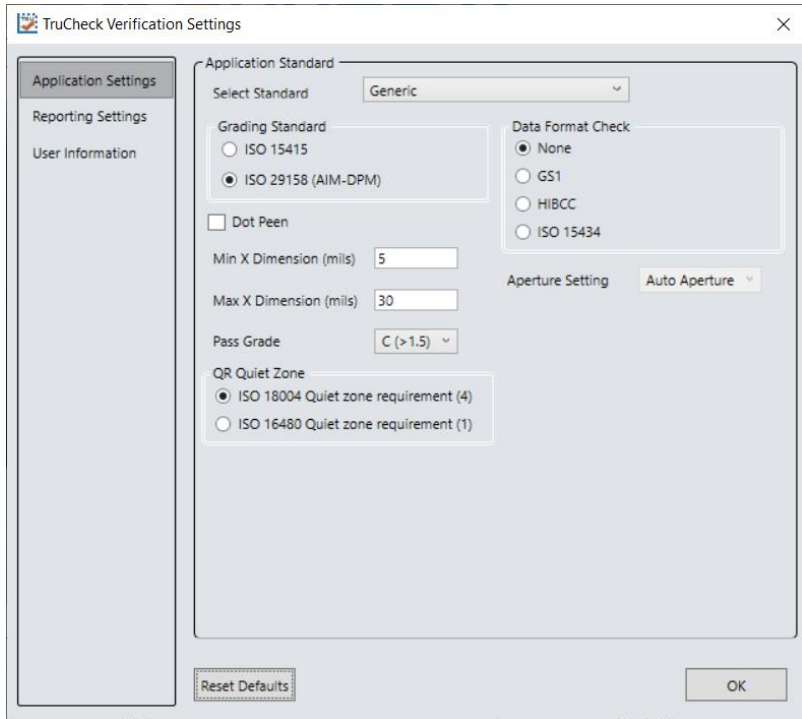 TruCheck Verification Settings
Application Settings
Reporting Settings
User Information
Application Standard
Select Standard Generic
Grading Standard
ISO 15415
ISO 29158 (AIM-DPM)
Data Format Check
None
GS1
HIBCC
ISO 15434
Dot Peen
Min X Dimension (mils) 5
Max X Dimension (mils) 30
Aperture Setting Auto Aperture
Pass Grade C (>1.5)
QR Quiet Zone
ISO 18004 Quiet zone requirement (4)
ISO 16480 Quiet zone requirement (1)
Reset Defaults
OK